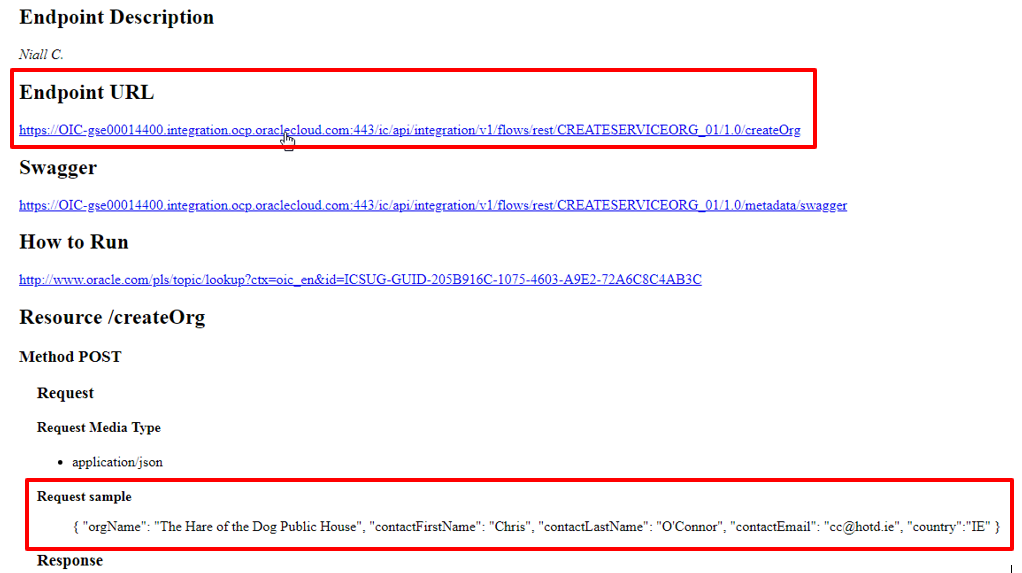 Endpoint Description
Niall C.
Endpoint URL
https://OIC-gse00014400.integration.ocp.oraclecloud.com:443/ic/api/integration/v1/flows/rest/CREATESERVICEORG_01/1.0/createOrg
Swagger
https://OIC-gse00014400.integration.ocp.oraclecloud.com:443/ic/api/integration/v1/flows/rest/CREATESERVICEORG_01/1.0/metadata/swagger
How to Run
http://www.oracle.com/pls/topic/lookup?ctx=oic_en&id=ICSUG-GUID-205B916C-1075-4603-A9E2-72A6C8C4AB3C
Resource /createOrg
Method POST
Request
Request Media Type
• application/json
Request sample
{ "orgName": "The Hare of the Dog Public House", "contactFirstName": "Chris", "contactLastName": "O'Connor", "contactEmail": "cc@hotd.ie", "country":"IE" }
Response